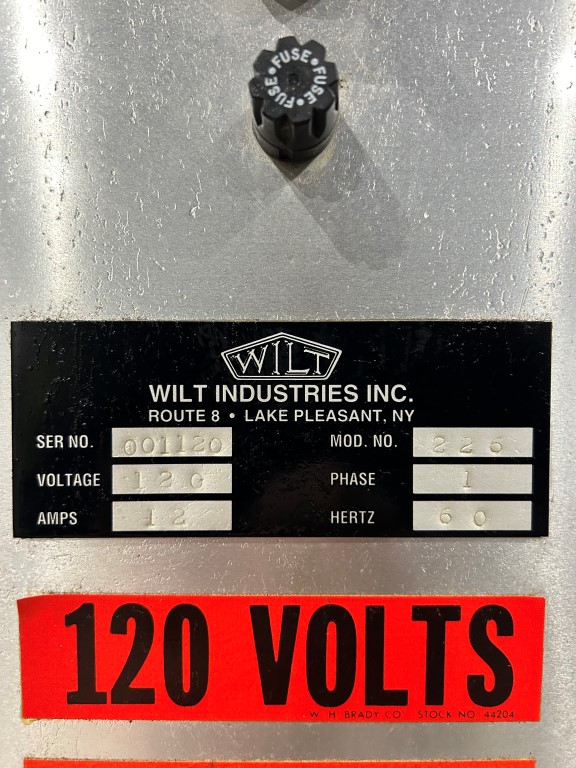 FUSE • FUSE • FUSE • FUSE •
WILT
WILT INDUSTRIES INC.
ROUTE 8 • LAKE PLEASANT, NY
SER NO. 001120 MOD. NO. 226
VOLTAGE 120 PHASE 1
AMPS 12 HERTZ 60
120 VOLTS
W. H. BRADY CO. STOCK NO. 44204